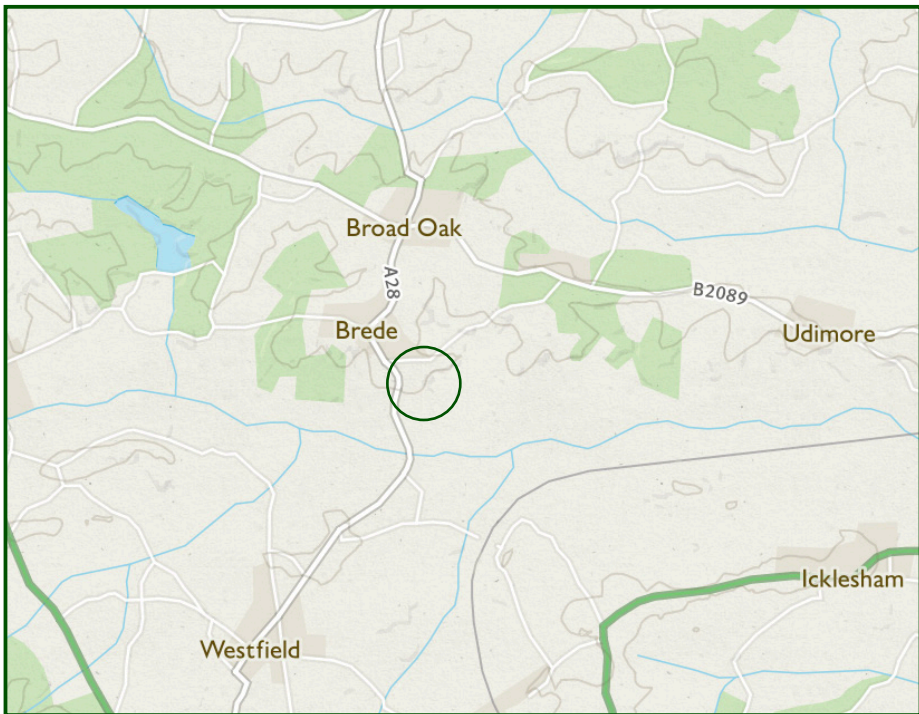 Broad Oak
A28
B2089
Brede
Udimore
Icklesham
Westfield